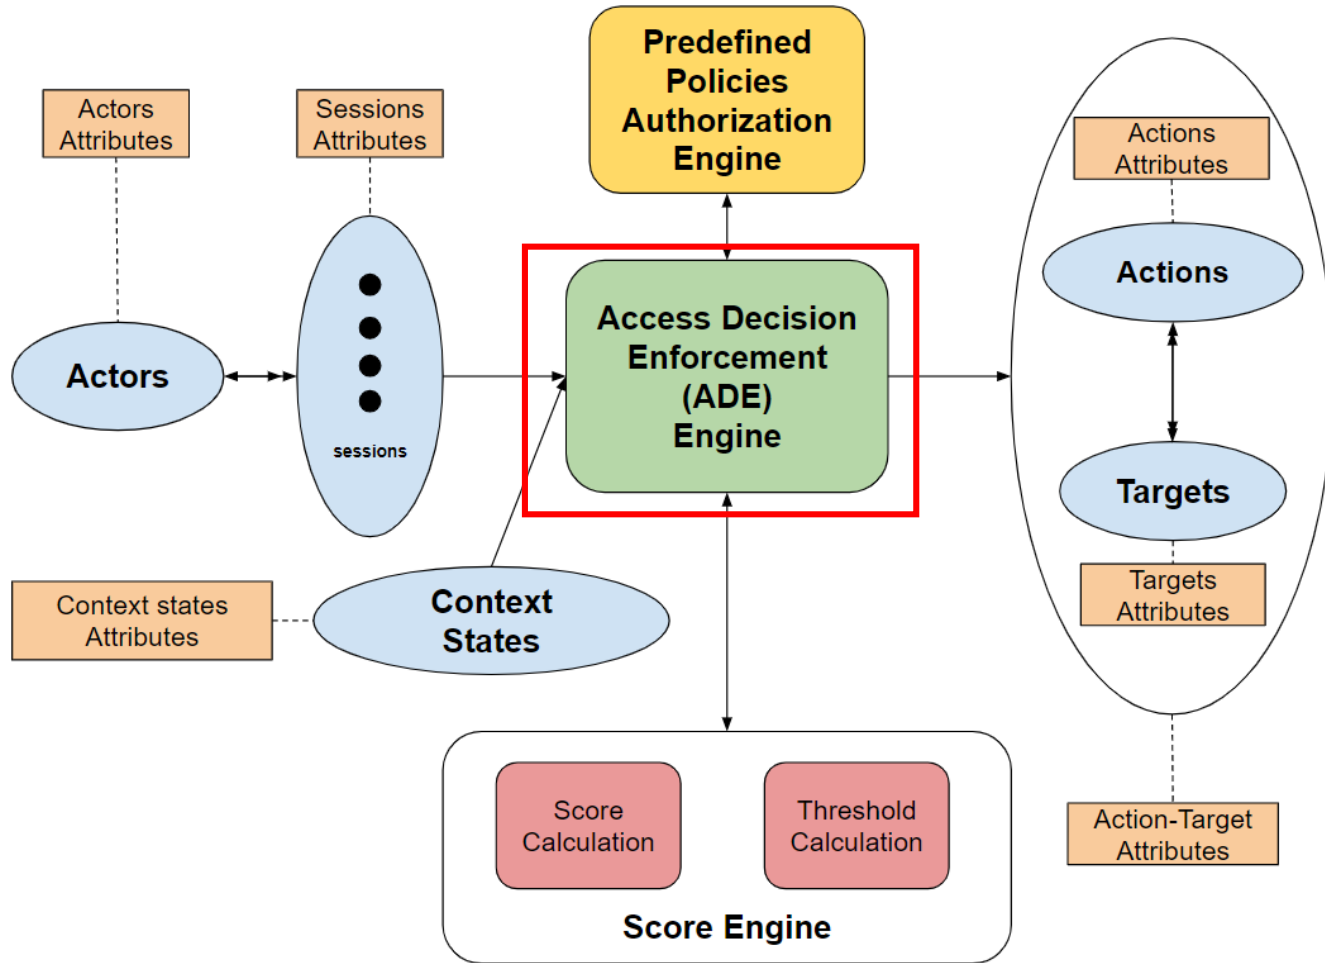 Predefined
Policies
Authorization
Engine
Actors
Attributes
Sessions
Attributes
Actions
Attributes
Actions
Access Decision
Enforcement
(ADE)
Engine
Actors
sessions
Targets
Targets
Attributes
Context states
Attributes
Context
States
Score
Calculation
Threshold
Calculation
Score Engine
Action-Target
Attributes